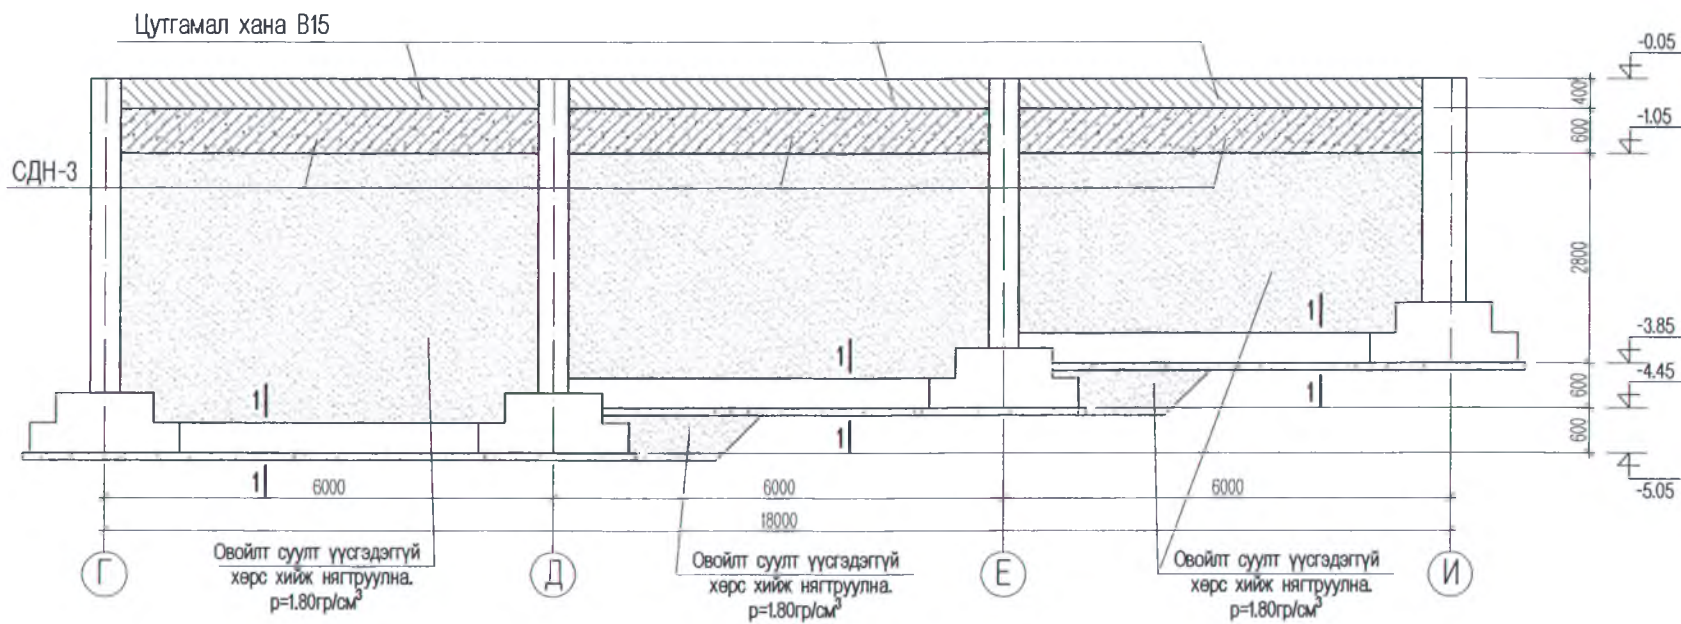 Цутгамал хана В15
-0.05
400
-1.05
600
СДН-3
2800
1
1
1
-3.85
-4.45
600
1
1
600
1
-5.05
6000
6000
6000
18000
Г
Д
Е
И
Овойлт суулт үүсгэдэггүй
хөрс хийж нягтруулна.
р=1.80гр/см³
Овойлт суулт үүсгэдэггүй
хөрс хийж нягтруулна.
р=1.80гр/см³
Овойлт суулт үүсгэдэггүй
хөрс хийж нягтруулна.
р=1.80гр/см³